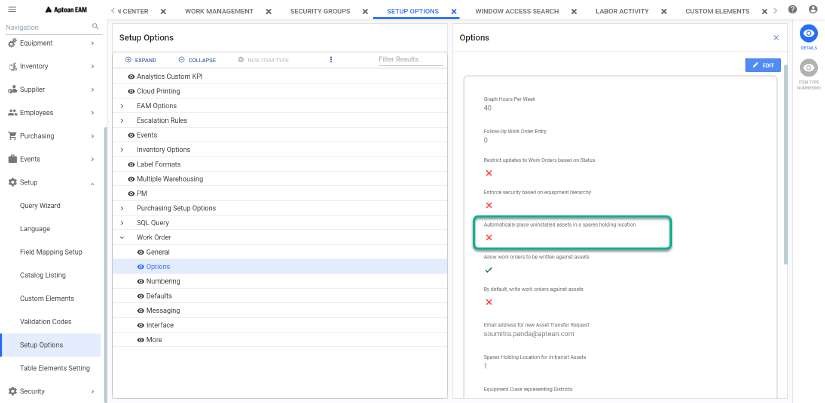 Aptean EAM
CENTER
WORK MANAGEMENT
SECURITY GROUPS
SETUP OPTIONS
WINDOW ACCESS SEARCH
LABOR ACTIVITY
CUSTOM ELEMENTS
Navigation
Equipment
Inventory
Supplier
Employees
Purchasing
Events
Setup
Query Wizard
Language
Field Mapping Setup
Catalog Listing
Custom Elements
Validation Codes
Setup Options
Table Elements Setting
Security
Setup Options
EXPAND
COLLAPSE
NEW ITEM TYPE
Filter Results
Analytics Custom KPI
Cloud Printing
EAM Options
Escalation Rules
Events
Inventory Options
Label Formats
Multiple Warehousing
PM
Purchasing Setup Options
SQL Query
Work Order
General
Options
Numbering
Defaults
Messaging
Interface
More
Options
EDIT
Graph Hours Per Week
40
Follow-Up Work Order Entry
0
Restrict updates to Work Orders based on Status
Enforce security based on equipment hierarchy
Automatically place uninstalled assets in a spares holding location
Allow work orders to be written against assets
By default, write work orders against assets
Email address for new Asset Transfer Request
soumitra.panda@aptean.com
Spares Holding Location for In-transit Assets
1
Equipment Class representing Districts
DETAILS
ITEM TYPE